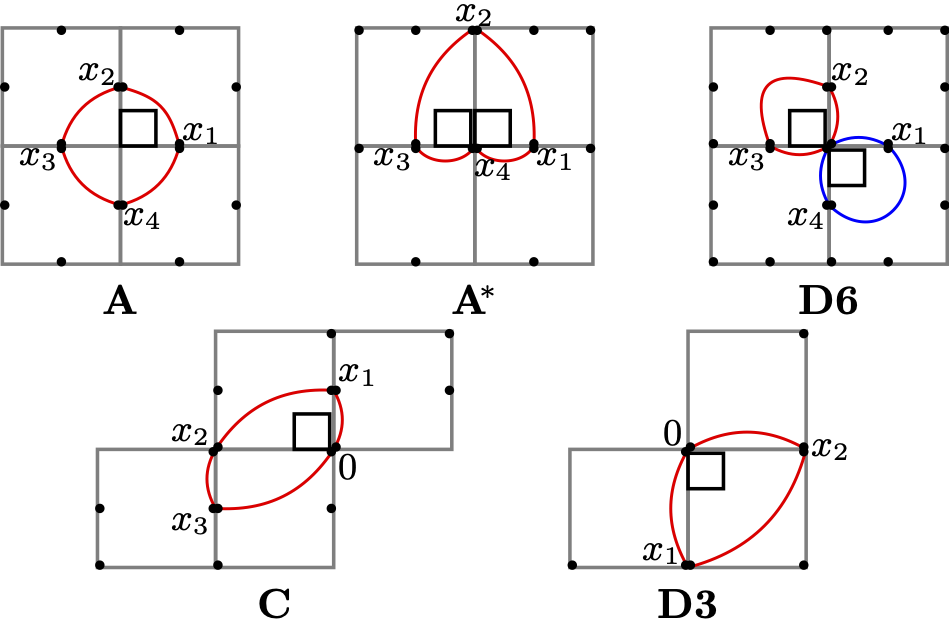 x₂
x₁
x₃
x₄
A
x₂
x₃
x₄
x₁
A*
x₂
x₁
x₃
x₄
D6
x₁
x₂
0
x₃
C
0
x₂
x₁
D3